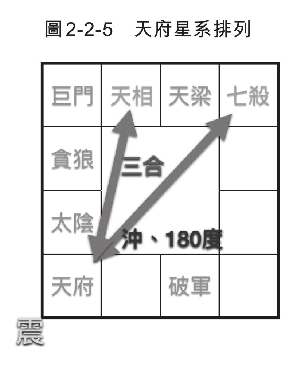 圖2-2-5　天府星系排列
巨門 天相 天梁 七殺
貪狼
三合
太陰
沖、180度
天府 破軍
震